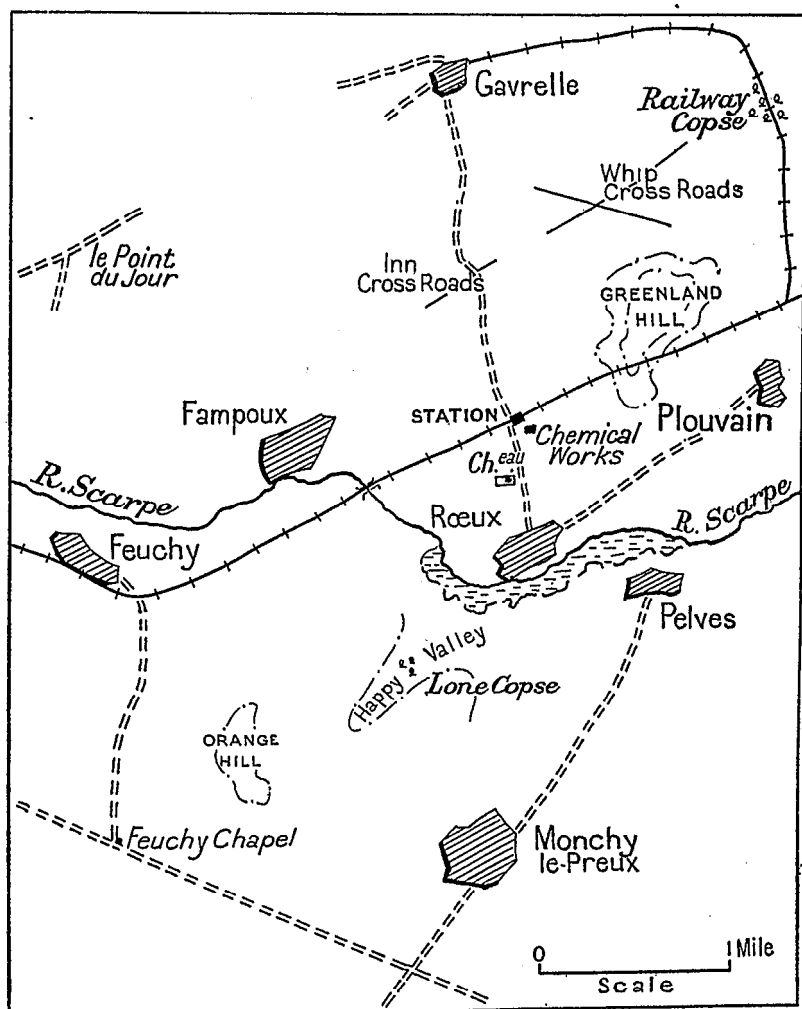 Gavrelle
Railway
Copse
Whip
Cross Roads
le Point
du Jour
Inn
Cross Roads
GREENLAND
HILL
Fampoux
STATION
Plouvain
Chemical
Works
Ch.eau
R. Scarpe
Rœux
R. Scarpe
Feuchy
Pelves
Happy Valley
Lone Copse
ORANGE
HILL
Feuchy Chapel
Monchy
le-Preux
0 1 Mile
Scale